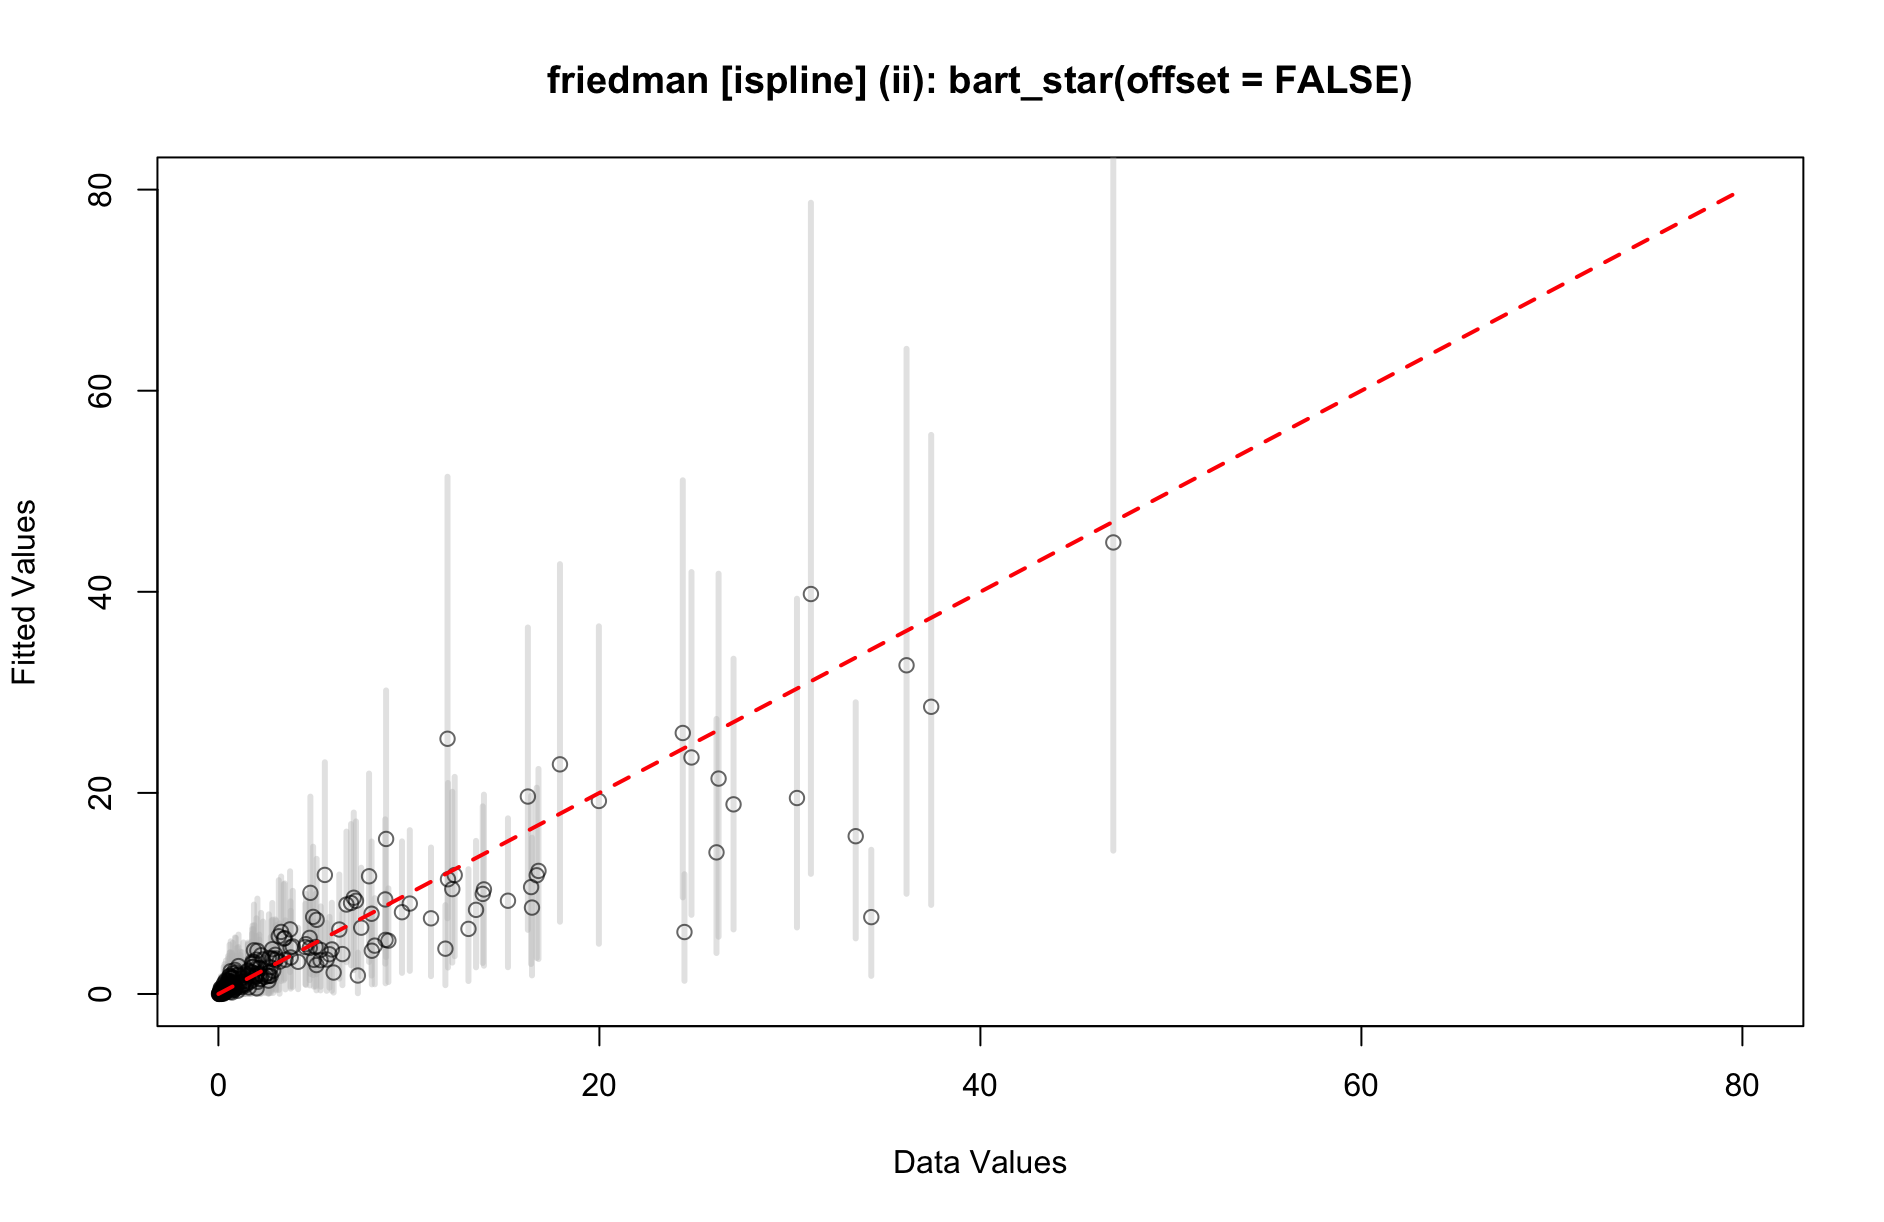 friedman [ispline] (ii): bart_star(offset = FALSE)
Fitted Values
80
60
40
20
0
0 20 40 60 80
Data Values